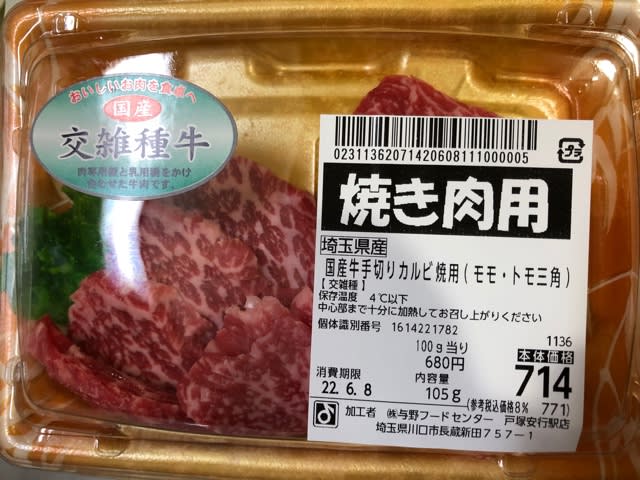 おいしいお肉を食卓へ
国産
交雑種牛
肉専用種と乳用種をかけ
合わせた牛肉です。
02311362071420608111000005
プラ
焼き肉用
埼玉県産
国産牛手切りカルビ焼用(モモ・トモ三角)
【交雑種】
保存温度 4℃以下
中心部まで十分に加熱してお召し上がりください
個体識別番号 1614221782
1136
100g当り
680円
本体価格
消費期限
22.6.8
内容量
105g
714
(参考税込価格8% 771)
加工者 ㈱与野フードセンター 戸塚安行駅店
埼玉県川口市長蔵新田757-1